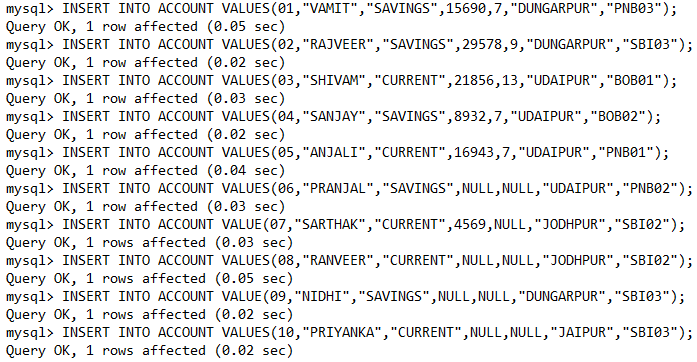 mysql> INSERT INTO ACCOUNT VALUES(01,"VAMIT","SAVINGS",15690,7,"DUNGARPUR","PNB03");
Query OK, 1 row affected (0.05 sec)
mysql> INSERT INTO ACCOUNT VALUES(02,"RAJVEER","SAVINGS",29578,9,"DUNGARPUR","SBI03");
Query OK, 1 row affected (0.02 sec)
mysql> INSERT INTO ACCOUNT VALUES(03,"SHIVAM","CURRENT",21856,13,"UDAIPUR","BOB01");
Query OK, 1 row affected (0.03 sec)
mysql> INSERT INTO ACCOUNT VALUES(04,"SANJAY","SAVINGS",8932,7,"UDAIPUR","BOB02");
Query OK, 1 row affected (0.02 sec)
mysql> INSERT INTO ACCOUNT VALUES(05,"ANJALI","CURRENT",16943,7,"UDAIPUR","PNB01");
Query OK, 1 row affected (0.04 sec)
mysql> INSERT INTO ACCOUNT VALUES(06,"PRANJAL","SAVINGS",NULL,NULL,"UDAIPUR","PNB02");
Query OK, 1 row affected (0.03 sec)
mysql> INSERT INTO ACCOUNT VALUE(07,"SARTHAK","CURRENT",4569,NULL,"JODHPUR","SBI02");
Query OK, 1 rows affected (0.03 sec)
mysql> INSERT INTO ACCOUNT VALUES(08,"RANVEER","CURRENT",NULL,NULL,"JODHPUR","SBI02");
Query OK, 1 rows affected (0.05 sec)
mysql> INSERT INTO ACCOUNT VALUE(09,"NIDHI","SAVINGS",NULL,NULL,"DUNGARPUR","SBI03");
Query OK, 1 rows affected (0.02 sec)
mysql> INSERT INTO ACCOUNT VALUES(10,"PRIYANKA","CURRENT",NULL,NULL,"JAIPUR","SBI03");
Query OK, 1 rows affected (0.02 sec)